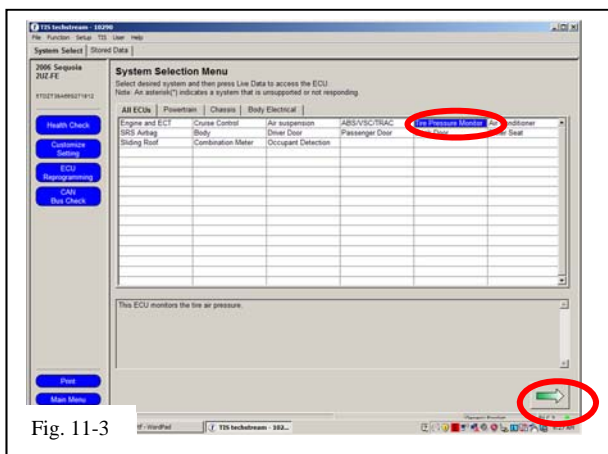 TIS techstream - 10290
File Function Setup TIS User Help
System Select Stored Data
2006 Sequoia
2UZ-FE
Health Check
Customize
Setting
ECU
Reprogramming
CAN
Bus Check
Print
Main Menu
System Selection Menu
Select desired system and then press Live Data to access the ECU.
Note: An asterisk(*) indicates a system that is unsupported or not responding.
All ECUs Powertrain Chassis Body Electrical
Engine and ECT Cruise Control Air suspension ABS/VSC/TRAC Tire Pressure Monitor Air Conditioner
SRS Airbag Body Driver Door Passenger Door Door Seat
Sliding Roof Combination Meter Occupant Detection
This ECU monitors the tire air pressure.
Fig. 11-3
WordPad TIS techstream - 102...